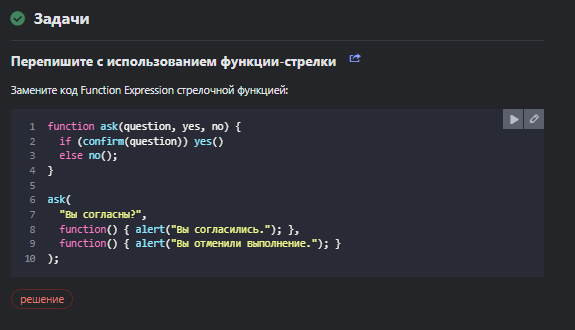 Задачи
Перепишите с использованием функции-стрелки
Замените код Function Expression стрелочной функцией:
1 function ask(question, yes, no) {
2   if (confirm(question)) yes()
3   else no();
4 }
5
6 ask(
7   "Вы согласны?",
8   function() { alert("Вы согласились."); },
9   function() { alert("Вы отменили выполнение."); }
10 );
решение